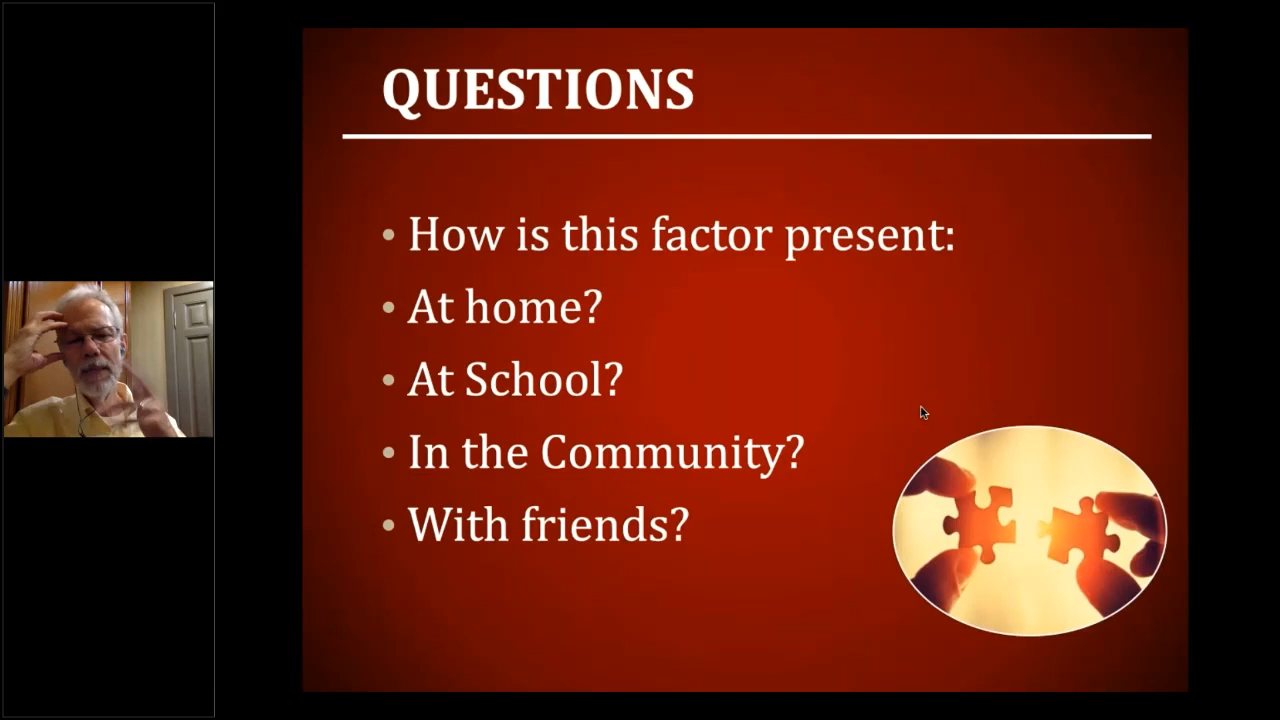 QUESTIONS
• How is this factor present:
• At home?
• At School?
• In the Community?
• With friends?